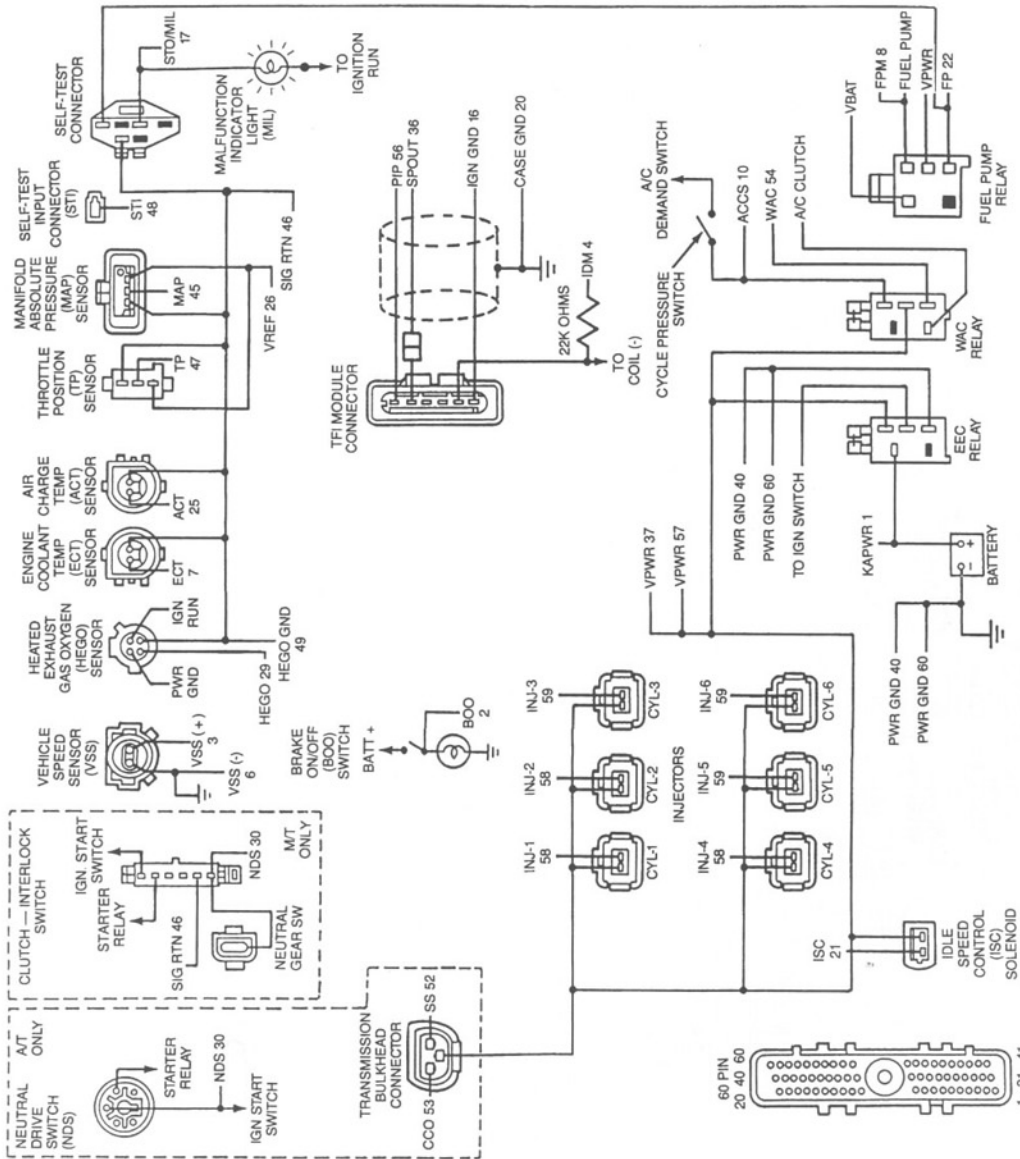 NEUTRAL
DRIVE
SWITCH
(NDS)
A/T
ONLY
STARTER
RELAY
NDS 30
IGN START
SWITCH
TRANSMISSION
BULKHEAD
CONNECTOR
CCO 53
SS 52
CLUTCH — INTERLOCK
SWITCH
IGN. START
SWITCH
STARTER
RELAY
SIG RTN 46
NEUTRAL
GEAR SW
NDS 30
M/T
ONLY
VEHICLE
SPEED
SENSOR
(VSS)
VSS (+)
3
VSS (-)
6
HEATED
EXHAUST
GAS OXYGEN
(HEGO)
SENSOR
IGN
RUN
PWR
GND
HEGO 29
HEGO GND
49
ENGINE
COOLANT
TEMP
(ECT)
SENSOR
ECT
7
AIR
CHARGE
TEMP
(ACT)
SENSOR
ACT
25
THROTTLE
POSITION
(TP)
SENSOR
TP
47
MANIFOLD
ABSOLUTE
PRESSURE
(MAP)
SENSOR
MAP
45
VREF 26
SIG RTN 46
SELF-TEST
INPUT
CONNECTOR
(STI)
STI
48
SELF-TEST
CONNECTOR
STO/MIL
17
MALFUNCTION
INDICATOR
LIGHT
(MIL)
TO
IGNITION
RUN
BRAKE
ON/OFF
(BOO)
SWITCH
BATT +
BOO
2
TFI MODULE
CONNECTOR
PIP 56
SPOUT 36
IGN GND 16
CASE GND 20
22K OHMS
IDM 4
TO
COIL (-)
INJ-1
58
CYL-1
INJ-2
58
CYL-2
INJ-3
59
CYL-3
INJECTORS
INJ-4
58
CYL-4
INJ-5
59
CYL-5
INJ-6
59
CYL-6
VPWR 37
VPWR 57
A/C
DEMAND SWITCH
CYCLE PRESSURE
SWITCH
ACCS 10
WAC 54
A/C CLUTCH
WAC
RELAY
VBAT
FPM 8
FUEL PUMP
VPWR
FP 22
FUEL PUMP
RELAY
PWR GND 40
PWR GND 60
TO IGN SWITCH
EEC
RELAY
KAPWR 1
- +
BATTERY
PWR GND 40
PWR GND 60
ISC
21
IDLE
SPEED
CONTROL
(ISC)
SOLENOID
60 PIN
20 40 60
1 21 41